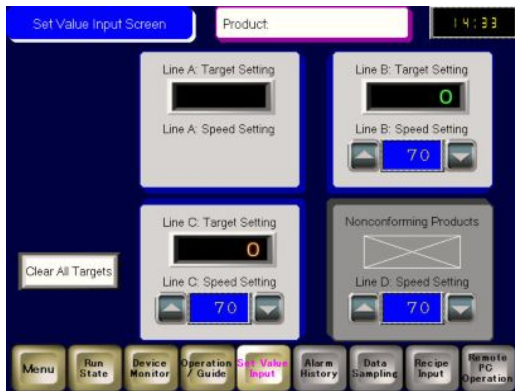 Set Value Input Screen
Product:
14:33
Line A: Target Setting
Line A: Speed Setting
Line B: Target Setting
0
Line B: Speed Setting
70
Line C: Target Setting
0
Line C: Speed Setting
70
Nonconforming Products
Line D: Speed Setting
70
Clear All Targets
Menu
Run
State
Device
Monitor
Operation
/ Guide
Set Value
Input
Alarm
History
Data
Sampling
Recipe
Input
Remote
PC
Operation